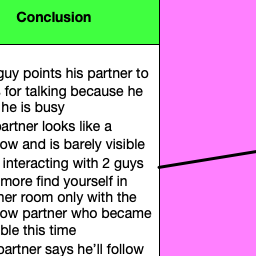 Conclusion
guy points his partner to
for talking because he
he is busy
partner looks like a
ow and is barely visible
interacting with 2 guys
more find yourself in
her room only with the
ow partner who became
ble this time
partner says he'll follow